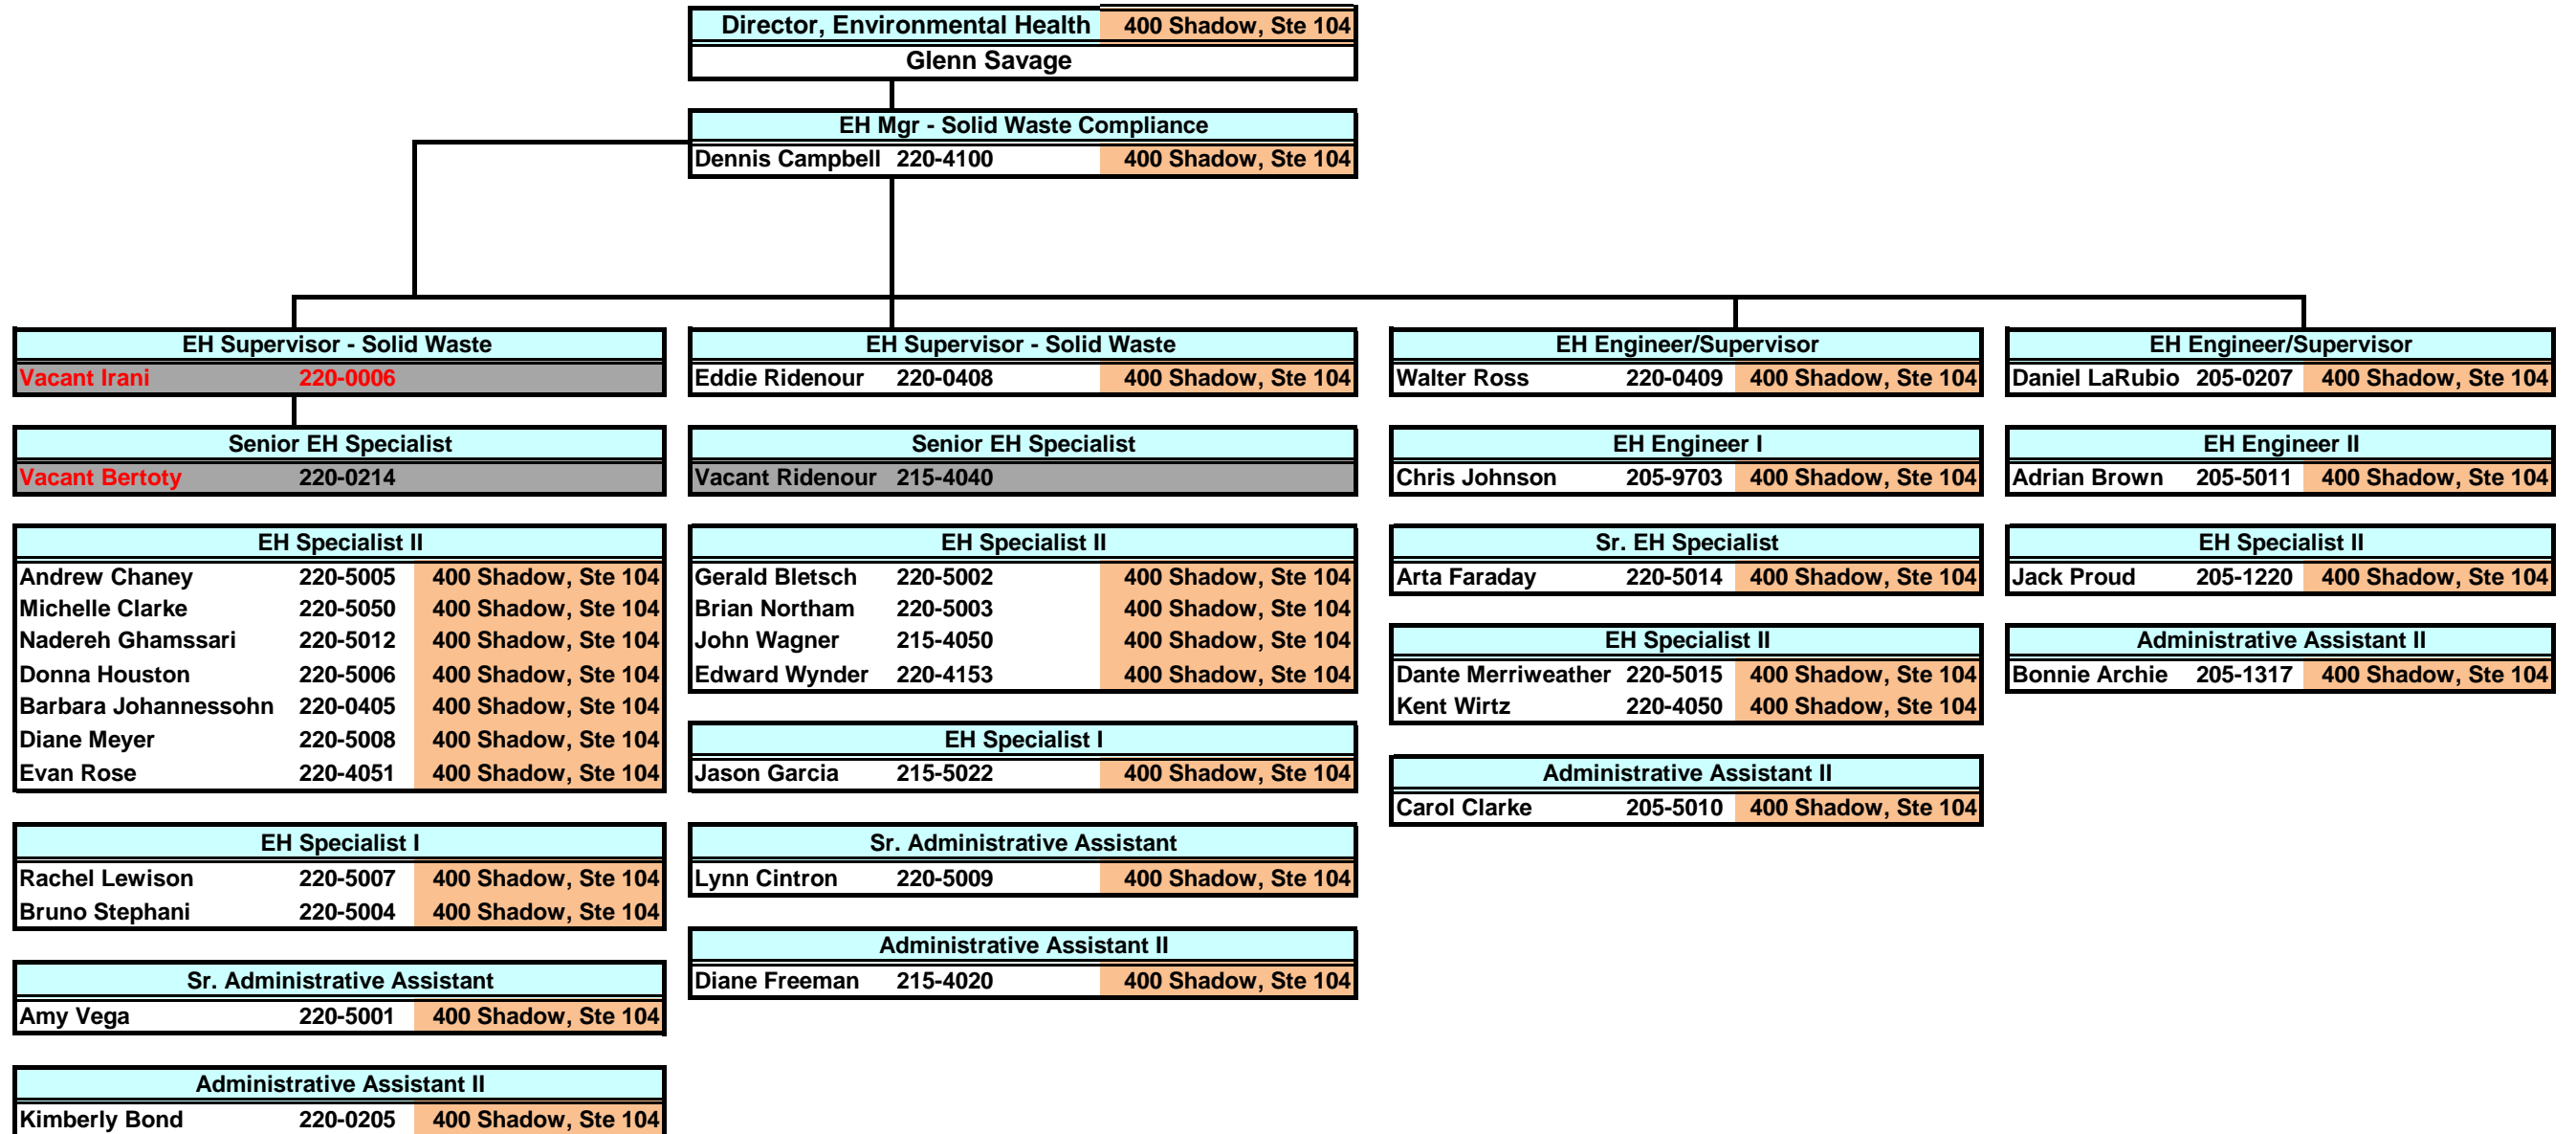 Director, Environmental Health 400 Shadow, Ste 104
Glenn Savage
EH Mgr - Solid Waste Compliance
Dennis Campbell 220-4100 400 Shadow, Ste 104
EH Supervisor - Solid Waste
Vacant Irani 220-0006
Senior EH Specialist
Vacant Bertoty 220-0214
EH Specialist II
Andrew Chaney 220-5005 400 Shadow, Ste 104
Michelle Clarke 220-5050 400 Shadow, Ste 104
Nadereh Ghamssari 220-5012 400 Shadow, Ste 104
Donna Houston 220-5006 400 Shadow, Ste 104
Barbara Johannessohn 220-0405 400 Shadow, Ste 104
Diane Meyer 220-5008 400 Shadow, Ste 104
Evan Rose 220-4051 400 Shadow, Ste 104
EH Specialist I
Rachel Lewison 220-5007 400 Shadow, Ste 104
Bruno Stephani 220-5004 400 Shadow, Ste 104
Sr. Administrative Assistant
Amy Vega 220-5001 400 Shadow, Ste 104
Administrative Assistant II
Kimberly Bond 220-0205 400 Shadow, Ste 104
EH Supervisor - Solid Waste
Eddie Ridenour 220-0408 400 Shadow, Ste 104
Senior EH Specialist
Vacant Ridenour 215-4040
EH Specialist II
Gerald Bletsch 220-5002 400 Shadow, Ste 104
Brian Northam 220-5003 400 Shadow, Ste 104
John Wagner 215-4050 400 Shadow, Ste 104
Edward Wynder 220-4153 400 Shadow, Ste 104
EH Specialist I
Jason Garcia 215-5022 400 Shadow, Ste 104
Sr. Administrative Assistant
Lynn Cintron 220-5009 400 Shadow, Ste 104
Administrative Assistant II
Diane Freeman 215-4020 400 Shadow, Ste 104
EH Engineer/Supervisor
Walter Ross 220-0409 400 Shadow, Ste 104
EH Engineer I
Chris Johnson 205-9703 400 Shadow, Ste 104
Sr. EH Specialist
Arta Faraday 220-5014 400 Shadow, Ste 104
EH Specialist II
Dante Merriweather 220-5015 400 Shadow, Ste 104
Kent Wirtz 220-4050 400 Shadow, Ste 104
Administrative Assistant II
Carol Clarke 205-5010 400 Shadow, Ste 104
EH Engineer/Supervisor
Daniel LaRubio 205-0207 400 Shadow, Ste 104
EH Engineer II
Adrian Brown 205-5011 400 Shadow, Ste 104
EH Specialist II
Jack Proud 205-1220 400 Shadow, Ste 104
Administrative Assistant II
Bonnie Archie 205-1317 400 Shadow, Ste 104